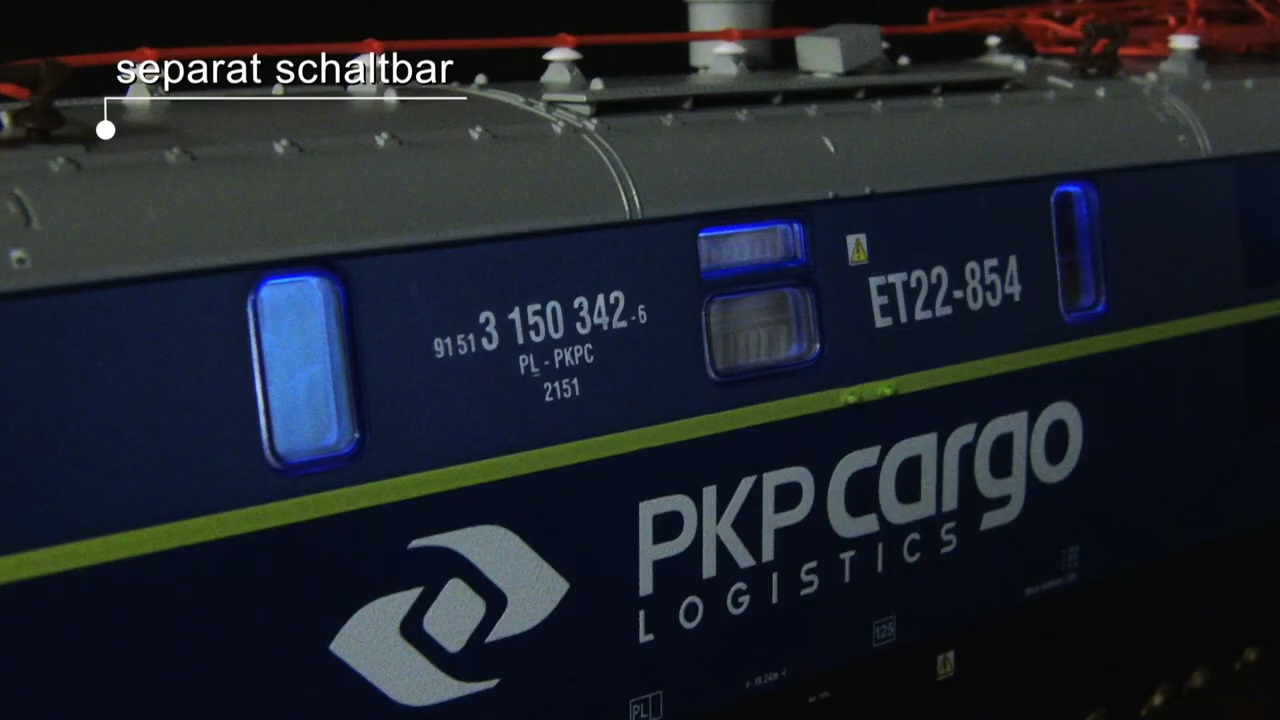 separat schaltbar
91 51 3 150 342-6
PL - PKPC
2151
ET22-854
PKP cargo
LOGISTICS
125
PL